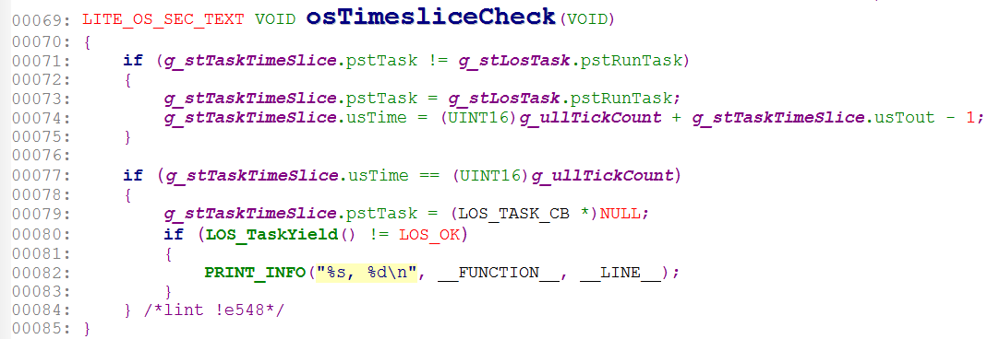 00069: LITE_OS_SEC_TEXT VOID osTimesliceCheck(VOID)
00070: {
00071:     if (g_stTaskTimeSlice.pstTask != g_stLosTask.pstRunTask)
00072:     {
00073:         g_stTaskTimeSlice.pstTask = g_stLosTask.pstRunTask;
00074:         g_stTaskTimeSlice.usTime = (UINT16)g_ullTickCount + g_stTaskTimeSlice.usTout - 1;
00075:     }
00076:
00077:     if (g_stTaskTimeSlice.usTime == (UINT16)g_ullTickCount)
00078:     {
00079:         g_stTaskTimeSlice.pstTask = (LOS_TASK_CB *)NULL;
00080:         if (LOS_TaskYield() != LOS_OK)
00081:         {
00082:             PRINT_INFO("%s, %d\n", __FUNCTION__, __LINE__);
00083:         }
00084:     } /*lint !e548*/
00085: }